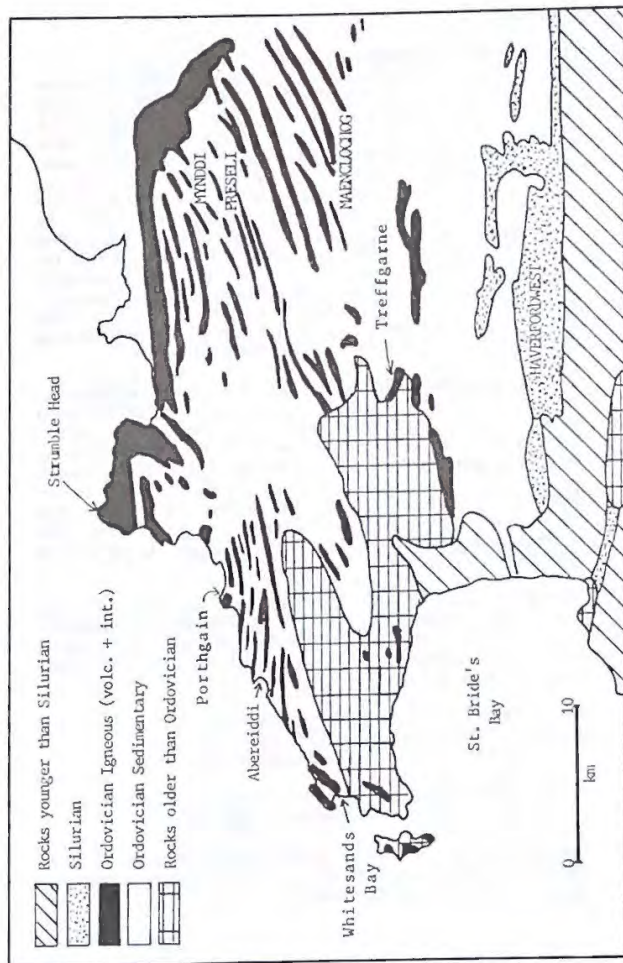 Rocks younger than Silurian
Silurian
Ordovician Igneous (volc. + int.)
Ordovician Sedimentary
Rocks older than Ordovician
Strumble Head
Porthgain
Abereiddi
Whitesands
Bay
MYNDDI
PRESELI
MAENCLOCHOG
Treffgarne
HAVERFORDWEST
St. Bride's
Bay
0
10
km